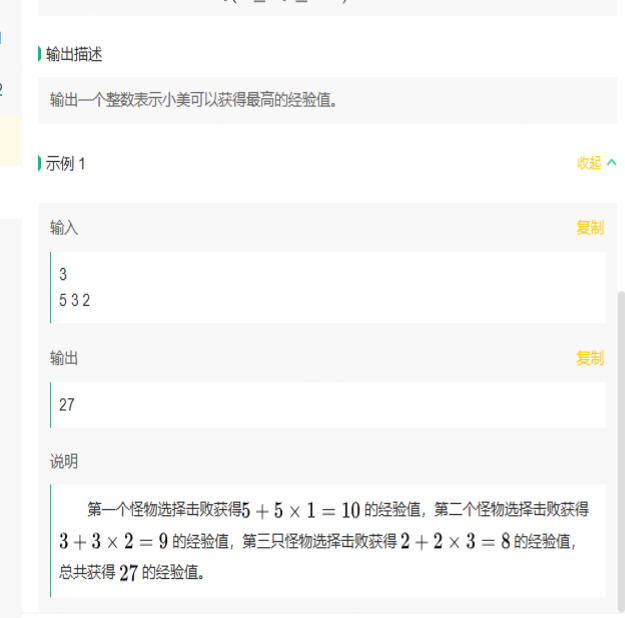 输出描述
输出一个整数表示小美可以获得最高的经验值。
示例 1
收起
输入
复制
3
5 3 2
输出
复制
27
说明
第一个怪物选择击败获得5 + 5 × 1 = 10 的经验值，第二个怪物选择击败获得
3 + 3 × 2 = 9 的经验值，第三只怪物选择击败获得 2 + 2 × 3 = 8 的经验值，
总共获得 27 的经验值。